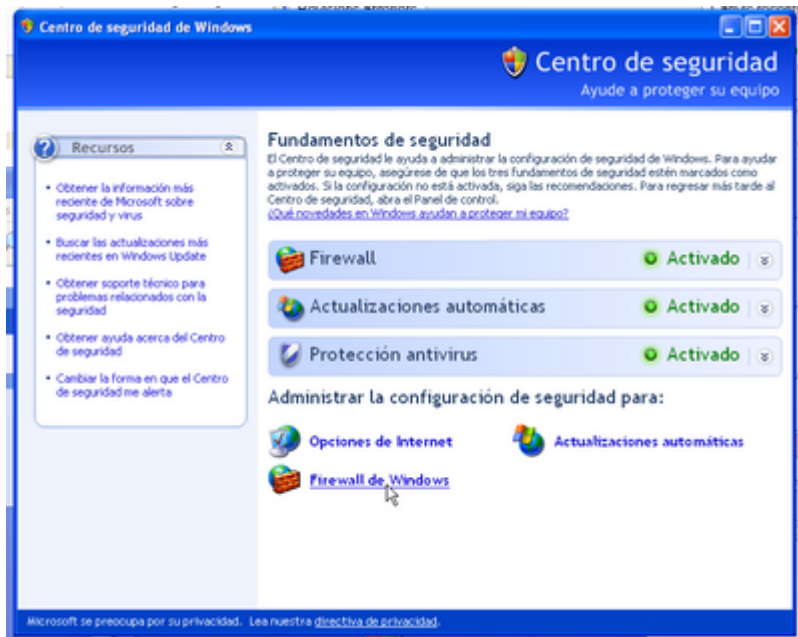 Centro de seguridad de Windows
Centro de seguridad
Ayude a proteger su equipo
Recursos
• Obtener la información más
reciente de Microsoft sobre
seguridad y virus
• Buscar las actualizaciones más
recientes en Windows Update
• Obtener soporte técnico para
problemas relacionados con la
seguridad
• Obtener ayuda acerca del Centro
de seguridad
• Cambiar la forma en que el Centro
de seguridad me alerta
Fundamentos de seguridad
El Centro de seguridad le ayuda a administrar la configuración de seguridad de Windows. Para ayudar
a proteger su equipo, asegúrese de que los tres fundamentos de seguridad estén marcados como
activados. Si la configuración no está activada, siga las recomendaciones. Para regresar más tarde al
Centro de seguridad, abra el Panel de control.
¿Qué novedades en Windows ayudan a proteger mi equipo?
Firewall Activado
Actualizaciones automáticas Activado
Protección antivirus Activado
Administrar la configuración de seguridad para:
Opciones de Internet Actualizaciones automáticas
Firewall de Windows
Microsoft se preocupa por su privacidad. Lea nuestra directiva de privacidad.